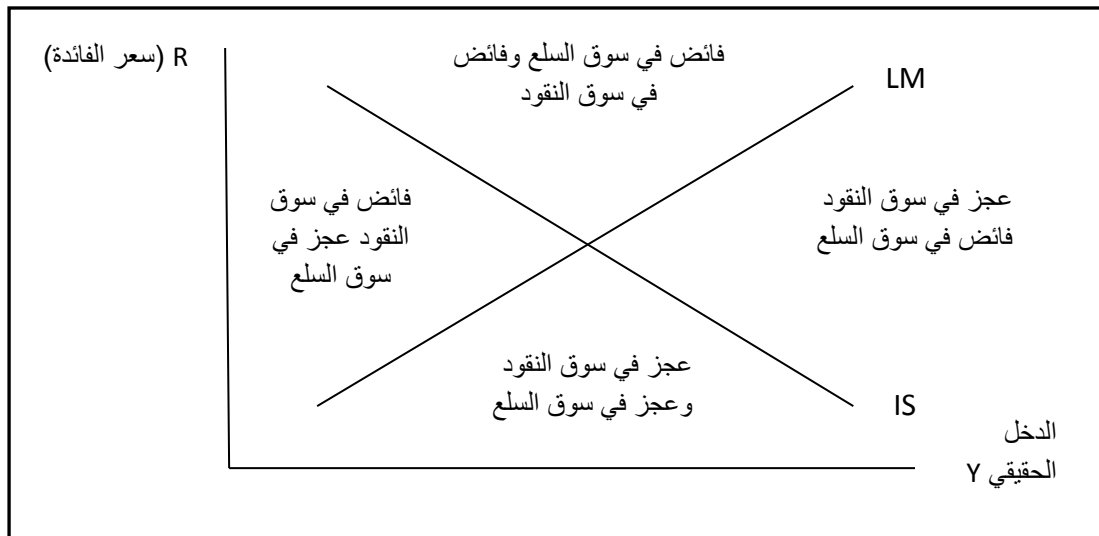 R (سعر الفائدة)
فائض في سوق السلع وفائض
في سوق النقود
LM
فائض في سوق
النقود عجز في
سوق السلع
عجز في سوق النقود
فائض في سوق السلع
عجز في سوق النقود
وعجز في سوق السلع
IS
الدخل
الحقيقي Y